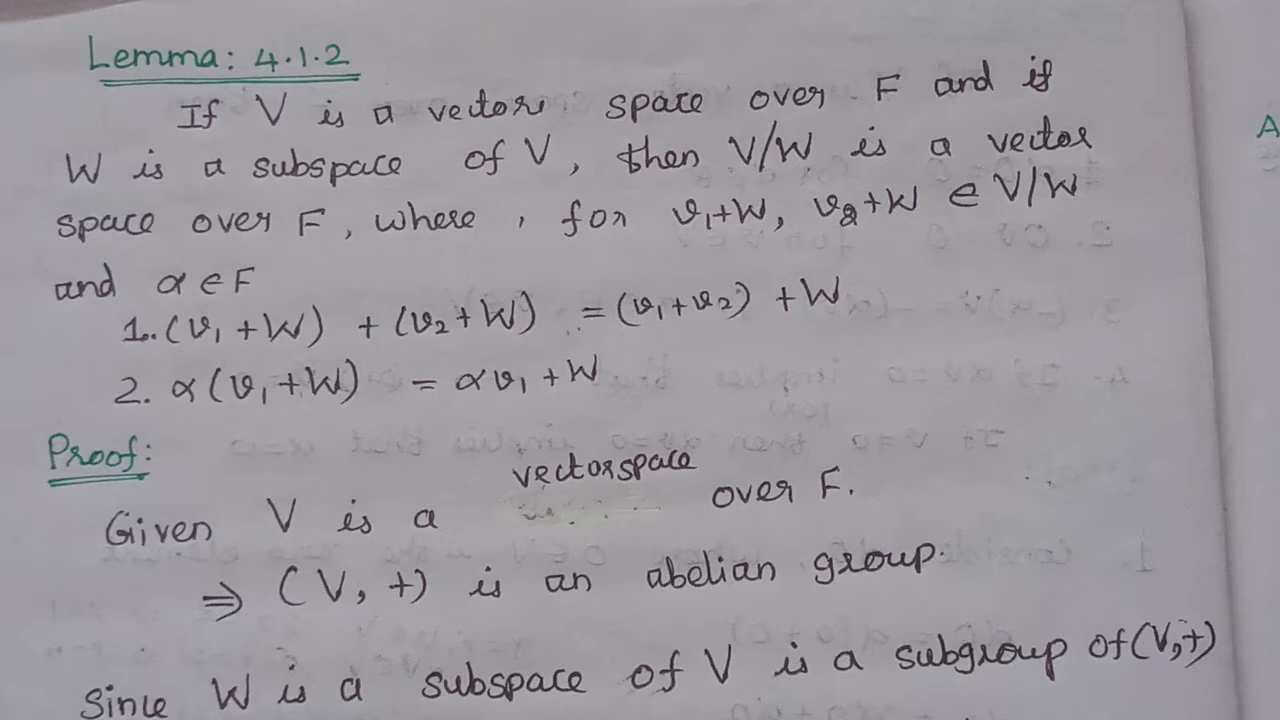 Lemma: 4.1.2
If V is a vector space over F and if
W is a subspace of V, then V/W is a vector
space over F, where, for v₁+W, v₂+W ∈ V/W
and α ∈ F
1. (v₁+W) + (v₂+W) = (v₁+v₂) + W
2. α(v₁+W) = αv₁ + W
Proof:
Given V is a vectorspace over F.
⇒ (V, +) is an abelian group.
Since W is a subspace of V is a subgroup of (V,+)
A